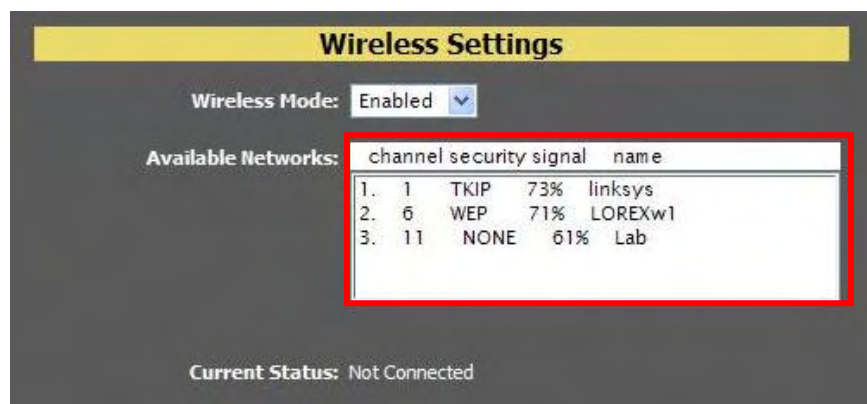 Wireless Settings
Wireless Mode: Enabled
Available Networks: channel security signal name
1. 1 TKIP 73% linksys
2. 6 WEP 71% LOREXw1
3. 11 NONE 61% Lab
Current Status: Not Connected